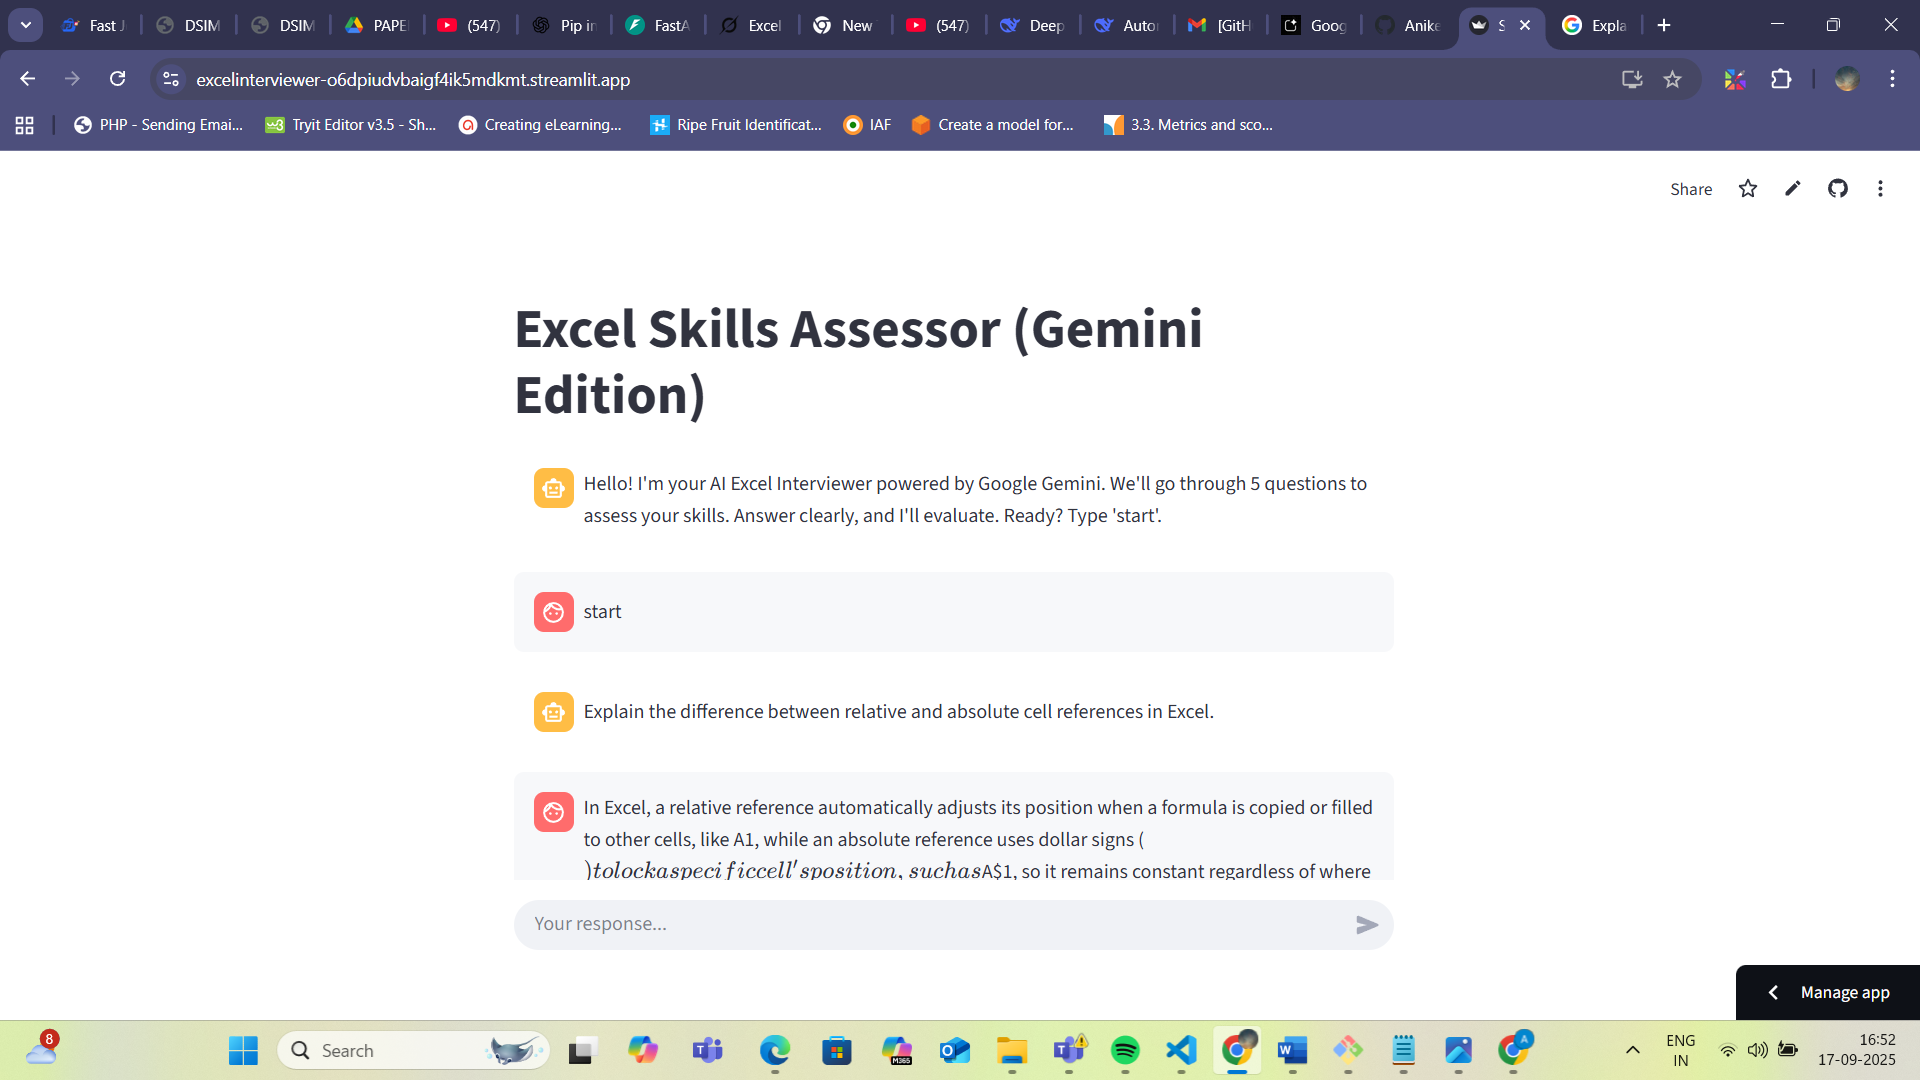 Fast J
DSIM
DSIM
PAPE
(547)
Pip in
FastA
Excel
New
(547)
Deep
Auto
[GitH
Goog
Anike
S
Expla
excelinterviewer-o6dpiudvbaigf4ik5mdkmt.streamlit.app
PHP - Sending Emai...
Tryit Editor v3.5 - Sh...
Creating eLearning...
Ripe Fruit Identificat...
IAF
Create a model for...
3.3. Metrics and sco...
Share
Excel Skills Assessor (Gemini
Edition)
Hello! I'm your AI Excel Interviewer powered by Google Gemini. We'll go through 5 questions to
assess your skills. Answer clearly, and I'll evaluate. Ready? Type 'start'.
start
Explain the difference between relative and absolute cell references in Excel.
In Excel, a relative reference automatically adjusts its position when a formula is copied or filled
to other cells, like A1, while an absolute reference uses dollar signs (
)tolockaspecificcell'sposition, suchasA$1, so it remains constant regardless of where
Your response...
Manage app
8
Search
M365
A
ENG
IN
16:52
17-09-2025